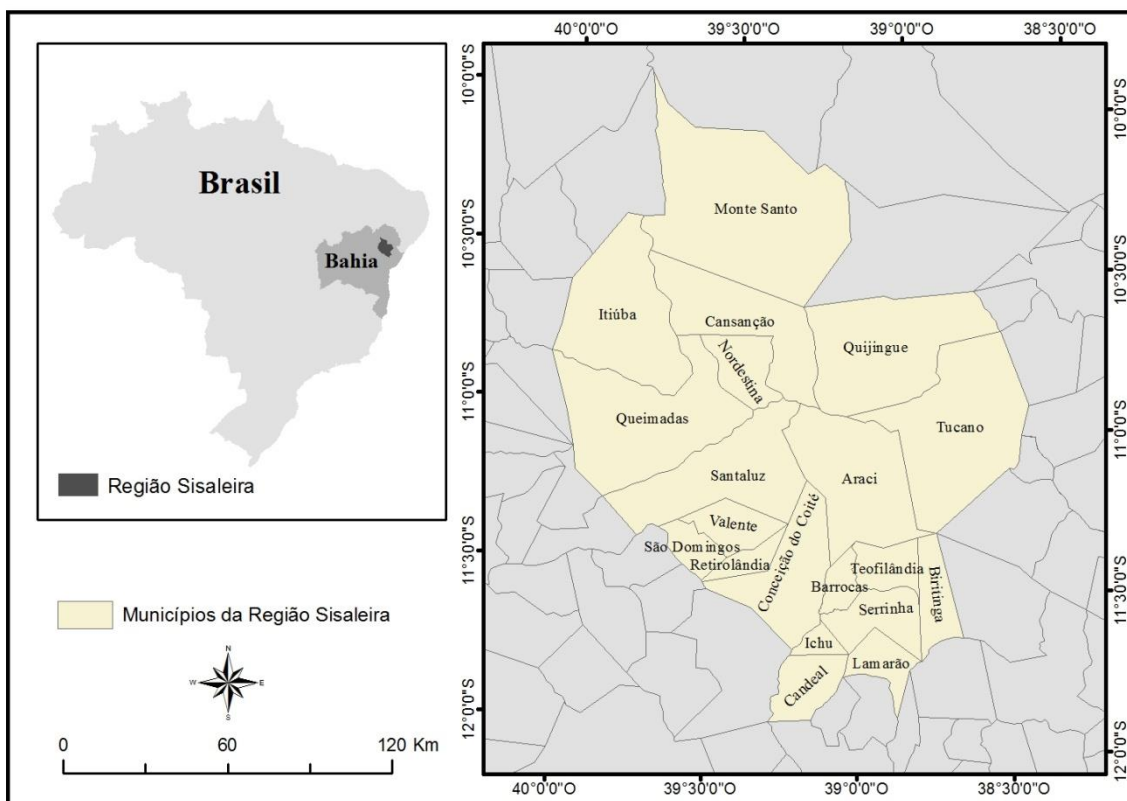 Brasil
Bahia
Região Sisaleira
Municípios da Região Sisaleira
N
W
E
S
0
60
120 Km
40°0'0"O
39°30'0"O
39°0'0"O
38°30'0"O
10°0'0"S
10°30'0"S
11°0'0"S
11°30'0"S
12°0'0"S
Monte Santo
Itiúba
Cansanção
Quijingue
Nordestina
Queimadas
Tucano
Santaluz
Araci
Valente
Conceição do Coité
São Domingos
Retirolândia
Teofilândia
Barrocas
Biritinga
Serrinha
Ichu
Lamarão
Candeal
10°0'0"S
10°30'0"S
11°0'0"S
11°30'0"S
12°0'0"S
40°0'0"O
39°30'0"O
39°0'0"O
38°30'0"O